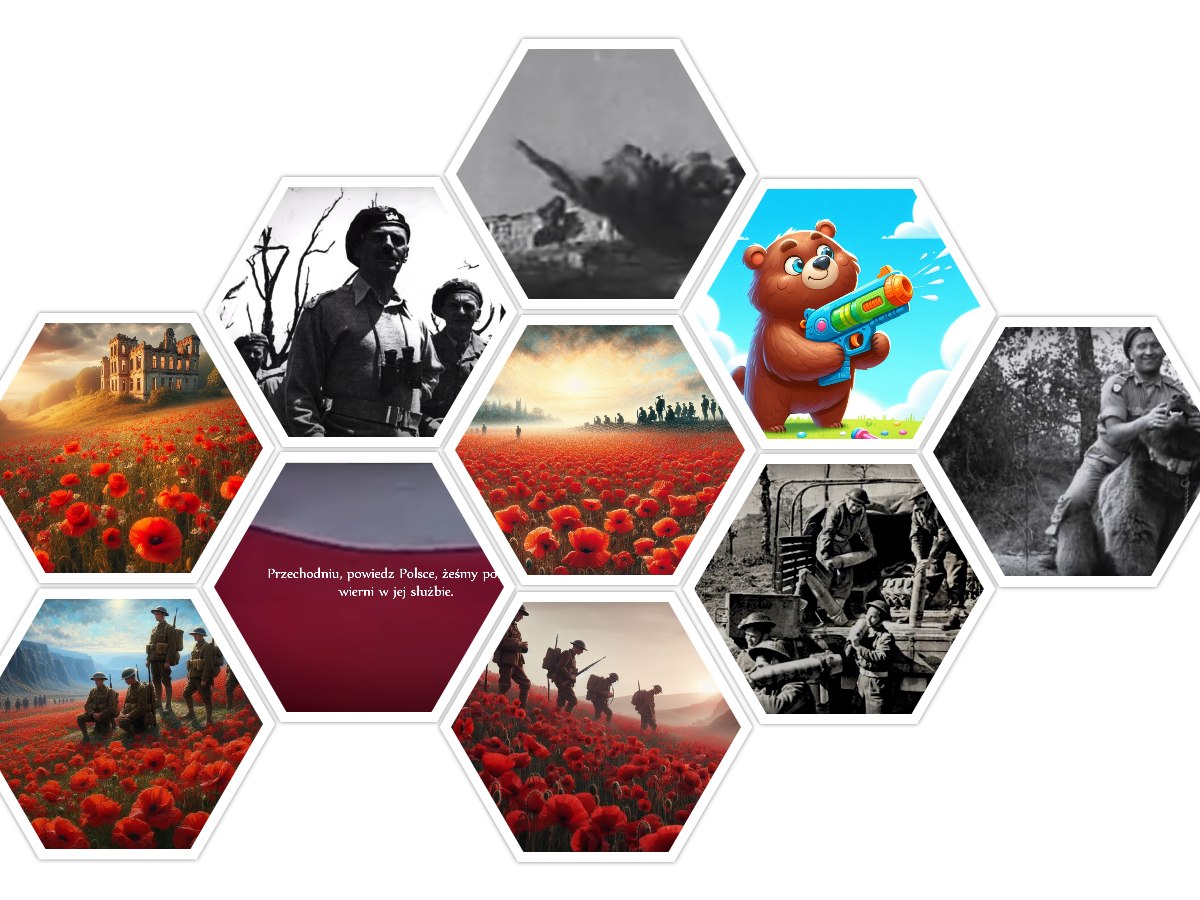 Przechodniu, powiedz Polsce, żeśmy po
wierni w jej służbie.